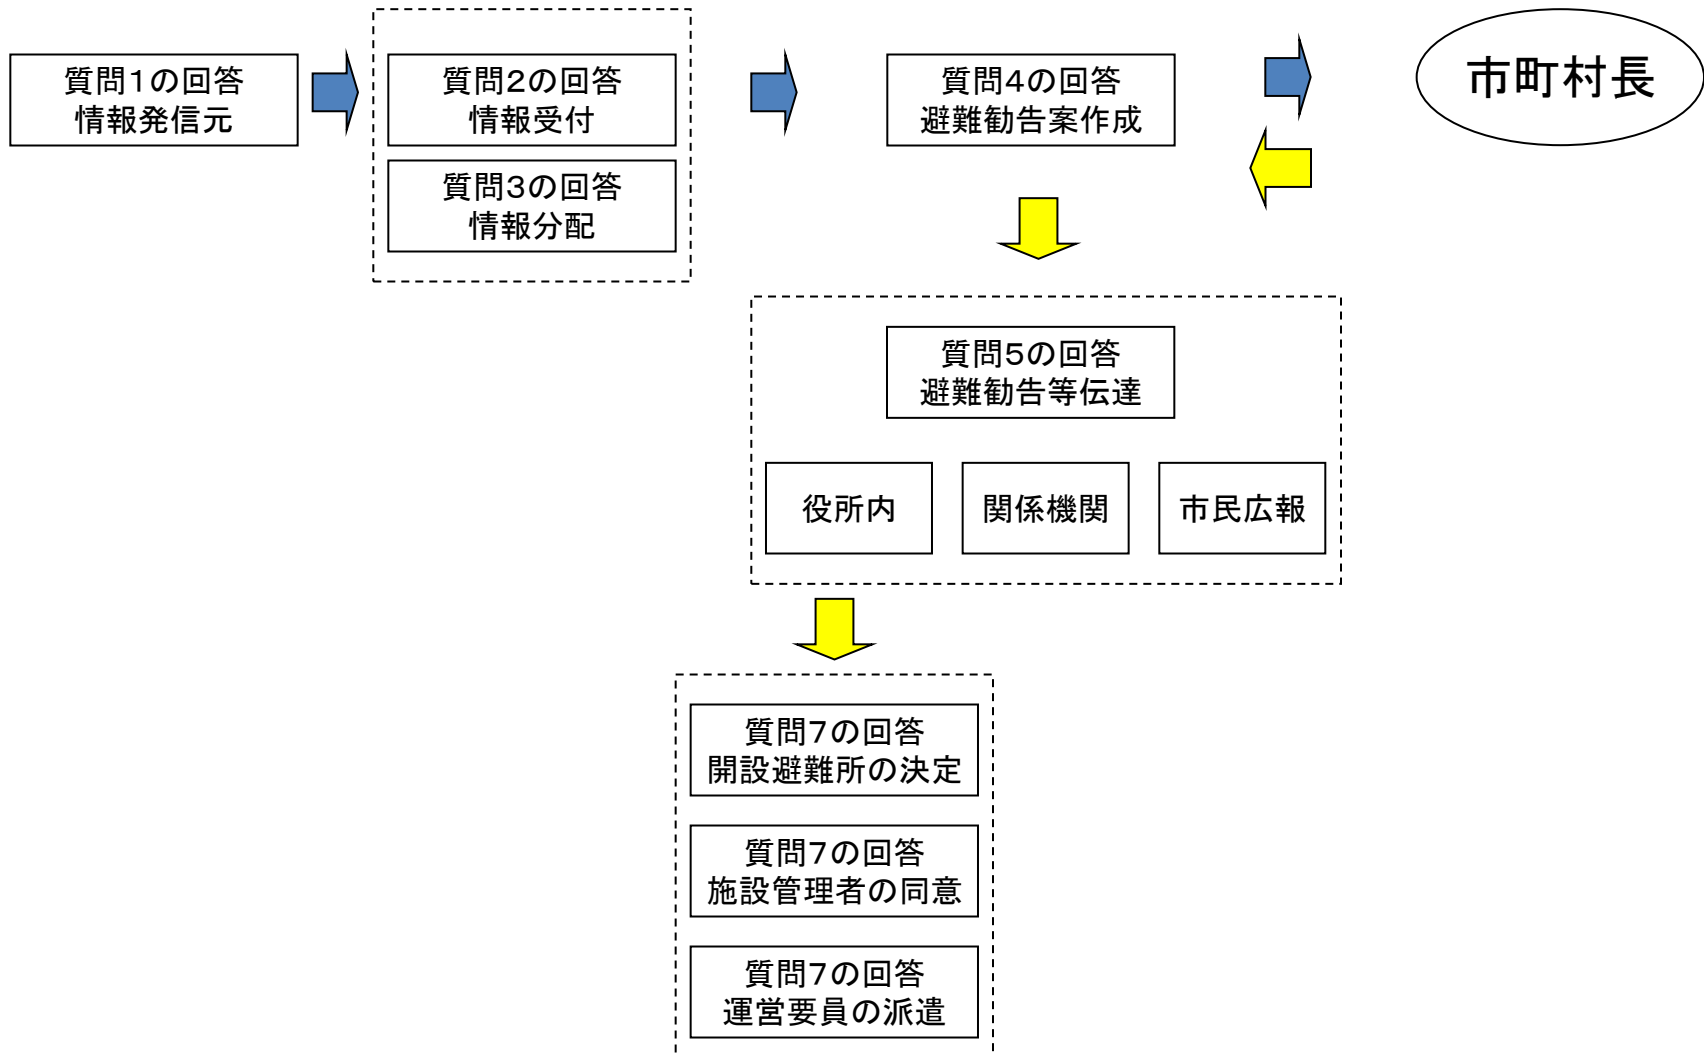 質問1の回答
情報発信元
質問2の回答
情報受付
質問3の回答
情報分配
質問4の回答
避難勧告案作成
市町村長
質問5の回答
避難勧告等伝達
役所内
関係機関
市民広報
質問7の回答
開設避難所の決定
質問7の回答
施設管理者の同意
質問7の回答
運営要員の派遣